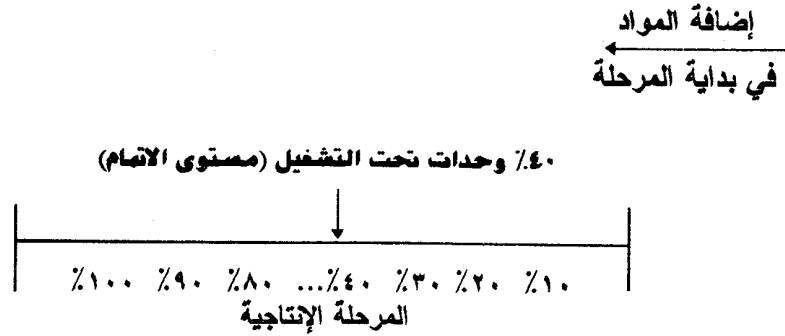 إضافة المواد
في بداية المرحلة
٤٠٪ وحدات تحت التشغيل (مستوى الاتمام)
١٠٪ ٢٠٪ ٣٠٪ ٤٠٪... ٨٠٪ ٩٠٪ ١٠٠٪
المرحلة الإنتاجية